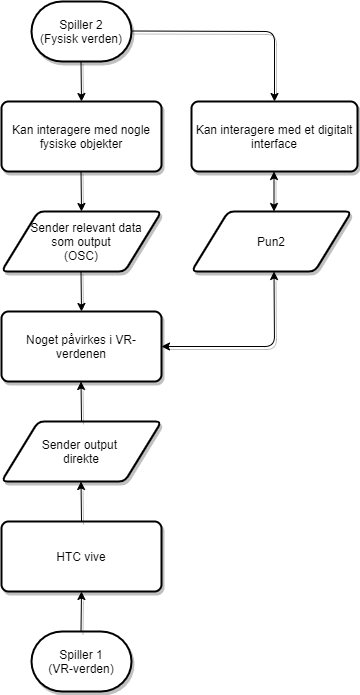 Spiller 2
(Fysisk verden)
Kan interagere med nogle
fysiske objekter
Kan interagere med et digitalt
interface
Sender relevant data
som output
(OSC)
Pun2
Noget påvirkes i VR-
verdenen
Sender output
direkte
HTC vive
Spiller 1
(VR-verden)